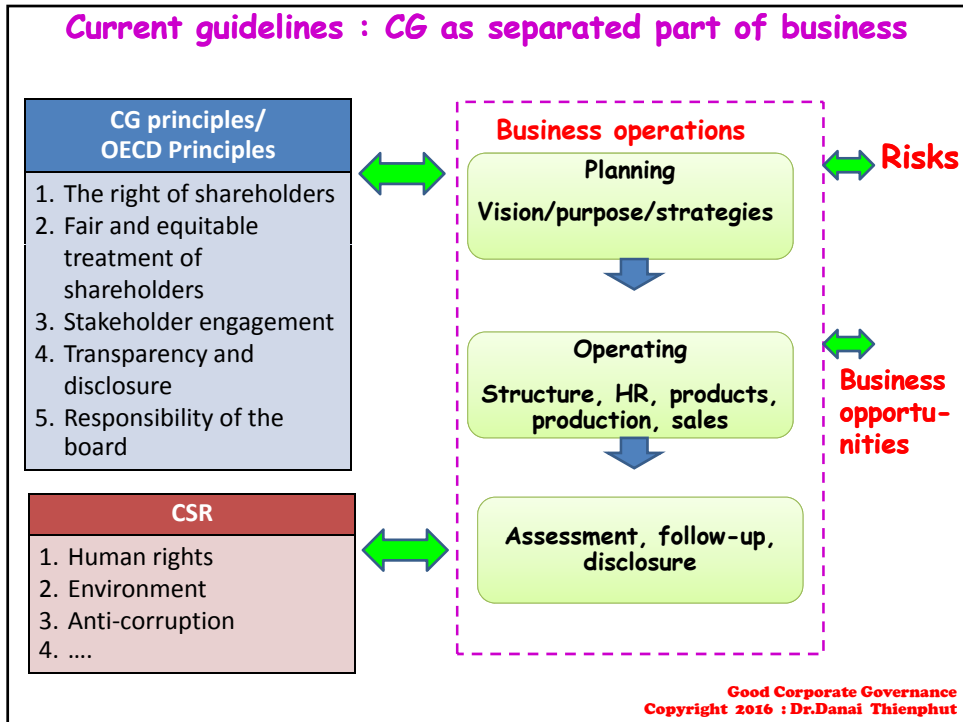 Current guidelines : CG as separated part of business
CG principles/
OECD Principles
1. The right of shareholders
2. Fair and equitable
treatment of
shareholders
3. Stakeholder engagement
4. Transparency and
disclosure
5. Responsibility of the
board
CSR
1. Human rights
2. Environment
3. Anti-corruption
4. ....
Business operations
Planning
Vision/purpose/strategies
Operating
Structure, HR, products,
production, sales
Assessment, follow-up,
disclosure
Risks
Business
opportu-
nities
Good Corporate Governance
Copyright 2016 : Dr.Danai Thienphut